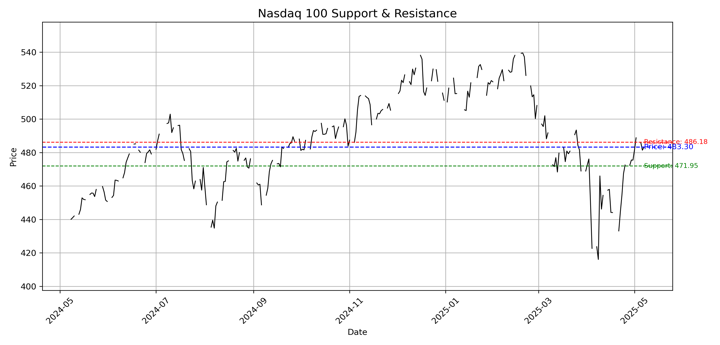 Nasdaq 100 Support & Resistance
Price
540
520
500
480
460
440
420
400
Resistance: 486.18
Price: 483.30
Support: 471.95
2024-05
2024-07
2024-09
2024-11
2025-01
2025-03
2025-05
Date